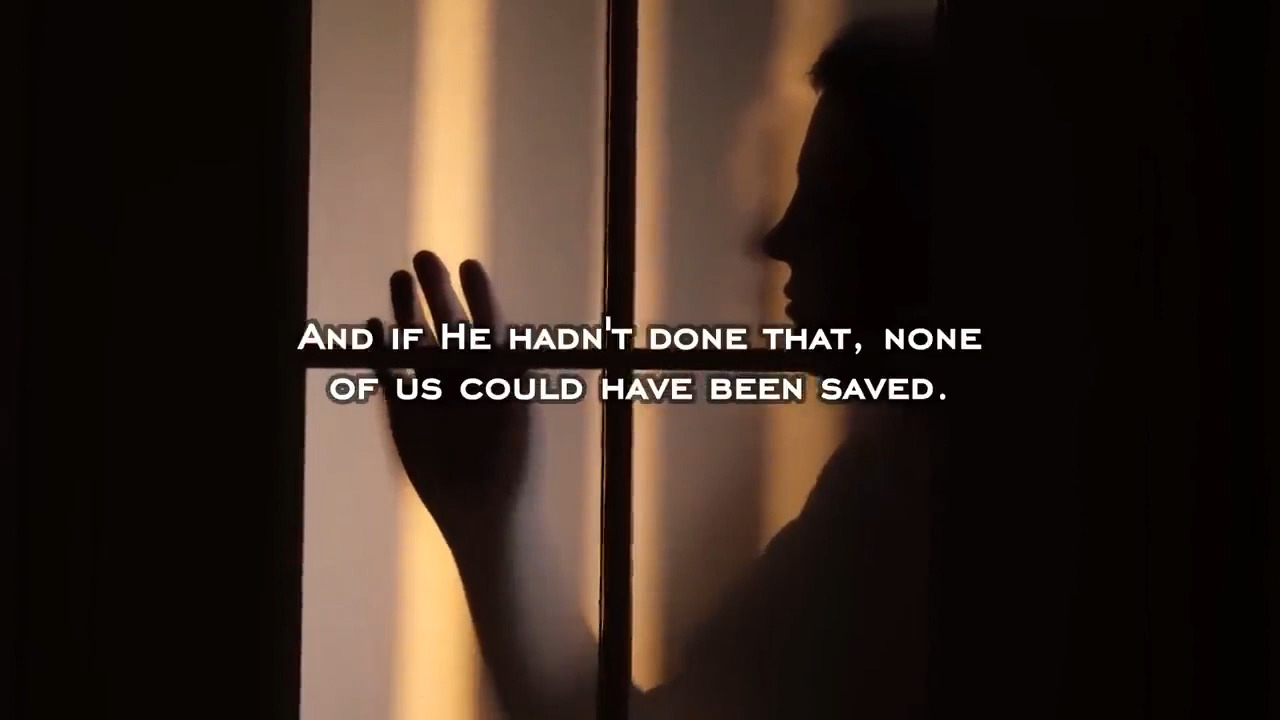 And if He hadn't done that, none
of us could have been saved.